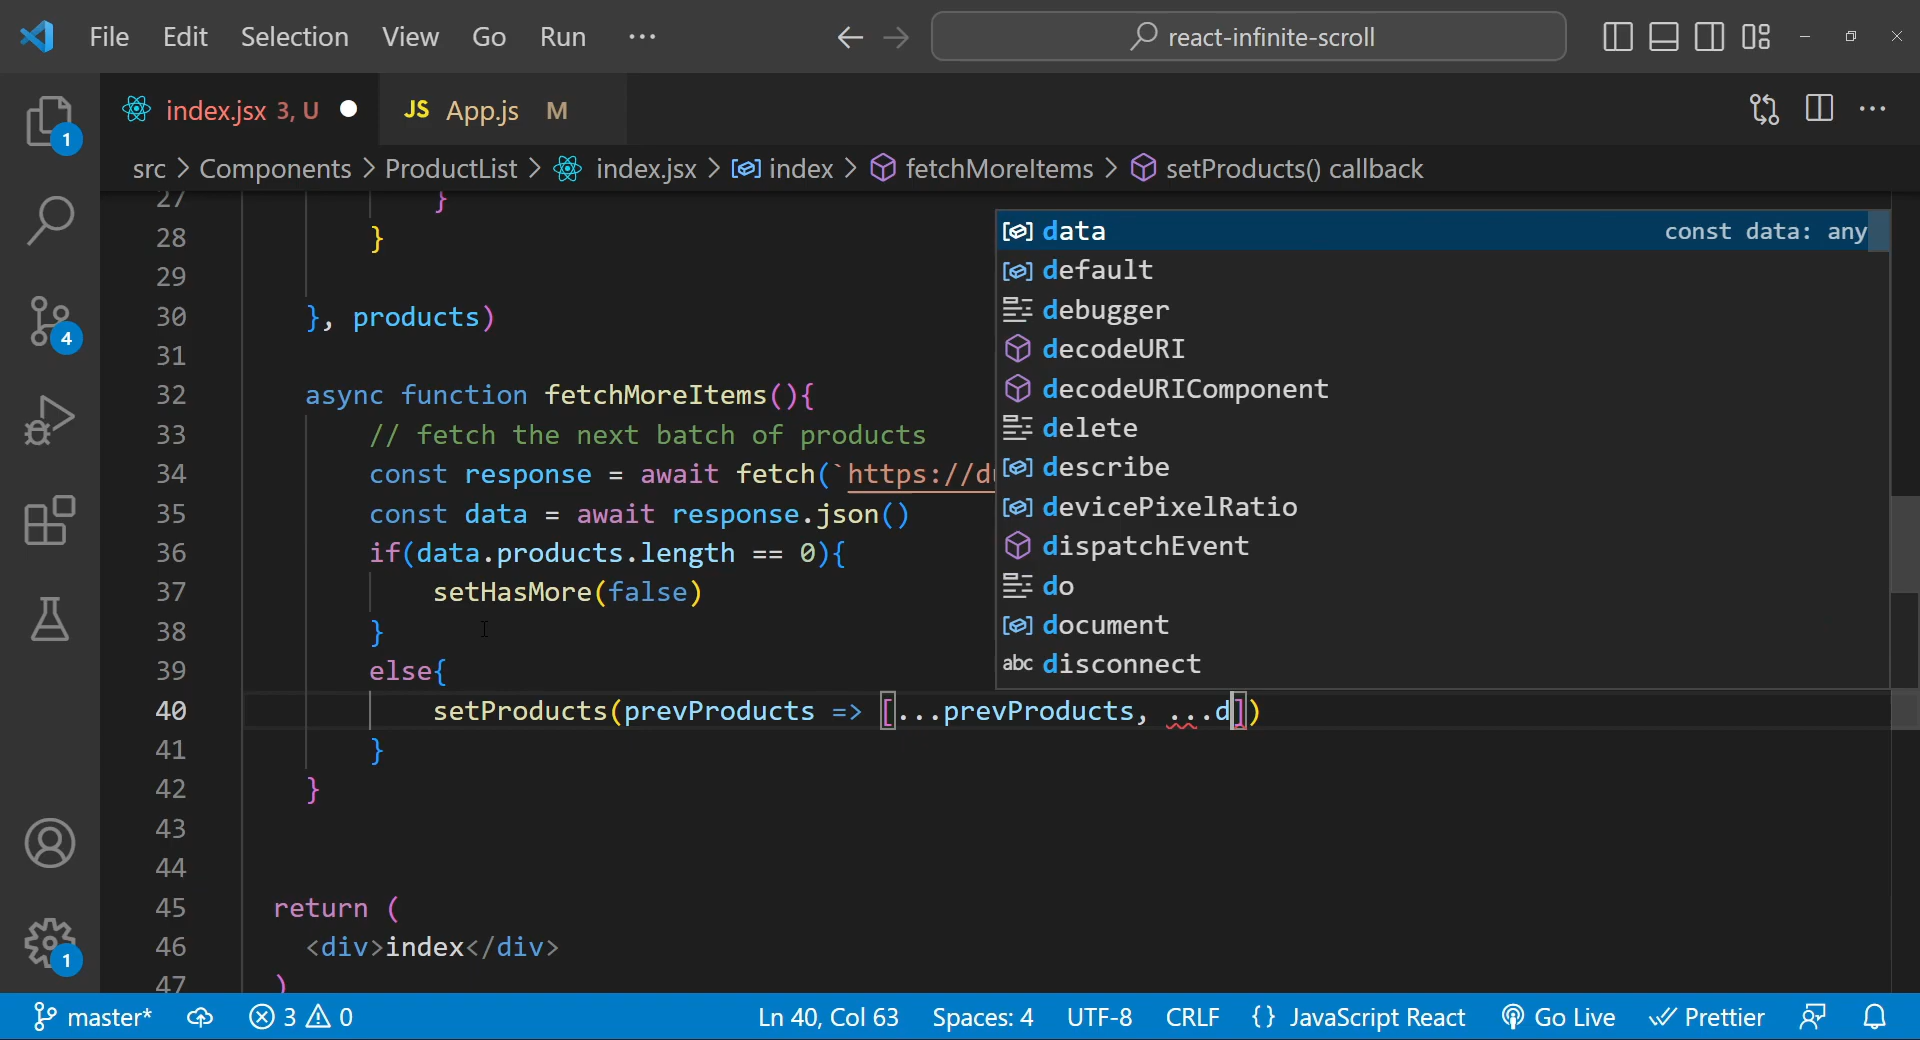 File Edit Selection View Go Run ··· react-infinite-scroll
index.jsx 3, U JS App.js M
src > Components > ProductList > index.jsx > index > fetchMoreItems > setProducts() callback
1
4
1
27 }
28 }
29
30 }, products)
31
32 async function fetchMoreItems(){
33 // fetch the next batch of products
34 const response = await fetch(`https://d
35 const data = await response.json()
36 if(data.products.length == 0){
37 setHasMore(false)
38 }
39 else{
40 setProducts(prevProducts => [...prevProducts, ...d])
41 }
42 }
43
44
45 return (
46 <div>index</div>
47 )
data const data: any
default
debugger
decodeURI
decodeURIComponent
delete
describe
devicePixelRatio
dispatchEvent
do
document
abc disconnect
master* 3 0 Ln 40, Col 63 Spaces: 4 UTF-8 CRLF {} JavaScript React Go Live Prettier